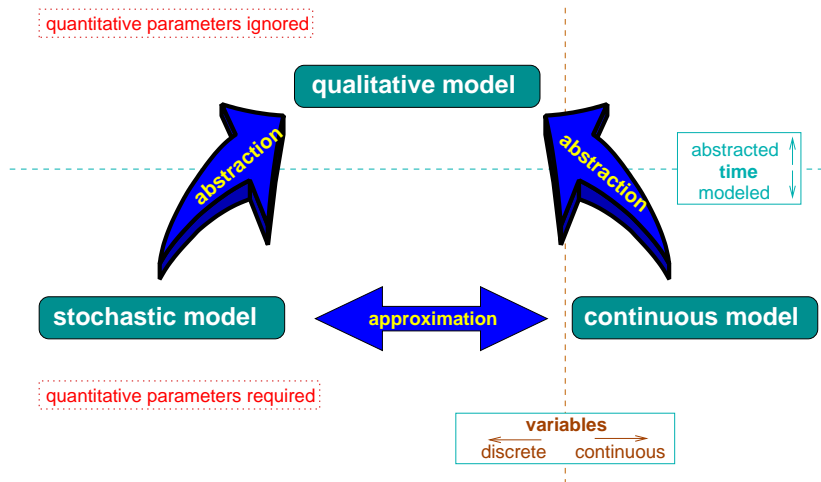 quantitative parameters ignored
qualitative model
abstraction
abstraction
abstracted
time
modeled
stochastic model
approximation
continuous model
quantitative parameters required
variables
discrete continuous